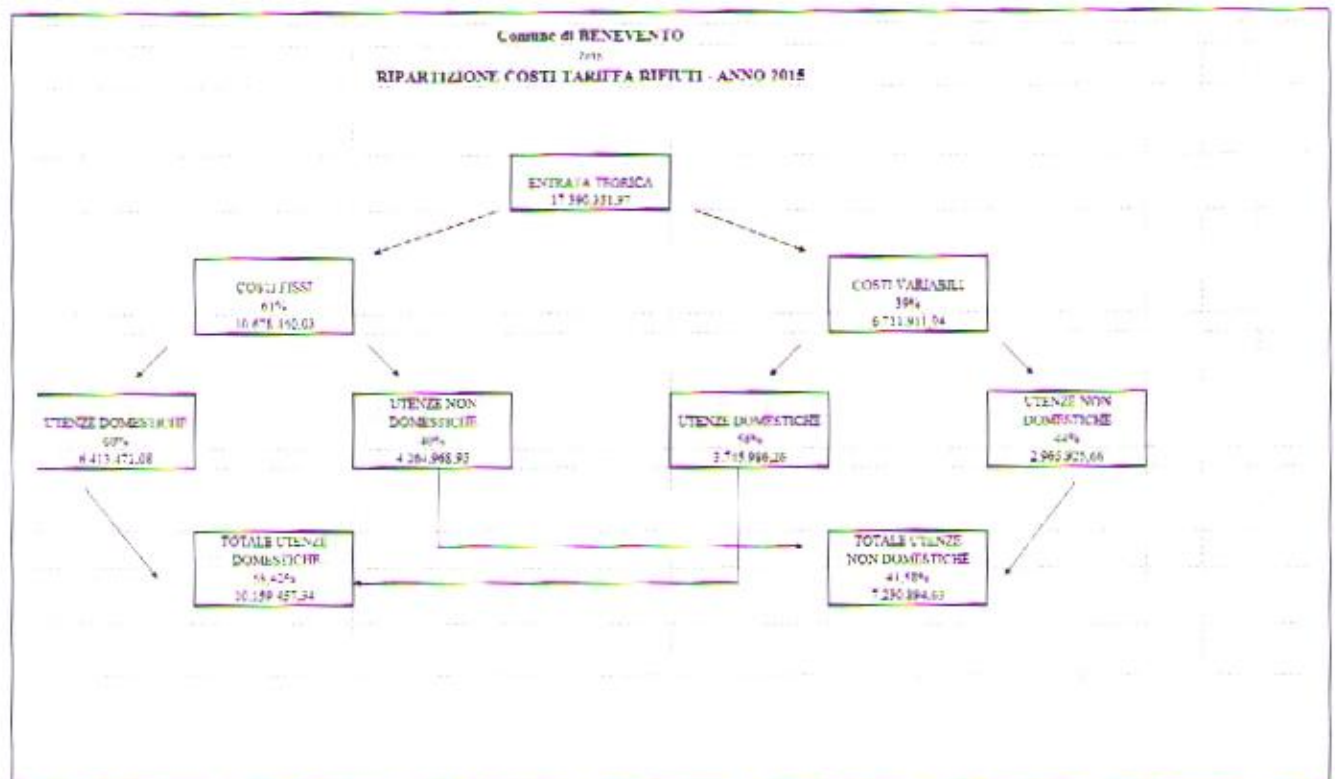 Comune di BENEVENTO
RIPARTIZIONE COSTI TARIFFA RIFIUTI - ANNO 2015
ENTRATA TEORICA
17.390.351,97
COSTI FISSI
61%
10.678.440,03
COSTI VARIABILI
39%
6.711.911,94
UTENZE DOMESTICHE
60%
6.413.471,08
UTENZE NON
DOMESTICHE
40%
4.264.968,95
UTENZE DOMESTICHE
56%
3.745.986,26
UTENZE NON
DOMESTICHE
44%
2.965.925,68
TOTALE UTENZE
DOMESTICHE
58,42%
10.159.457,34
TOTALE UTENZE
NON DOMESTICHE
41,58%
7.230.894,63